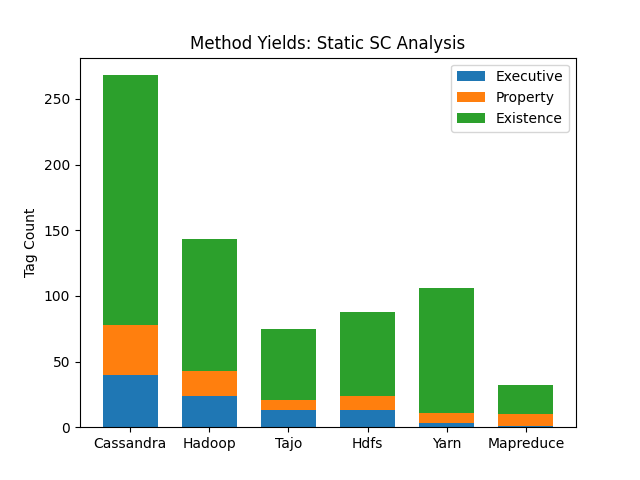 Method Yields: Static SC Analysis
Executive
Property
Existence
Tag Count
250
200
150
100
50
0
Cassandra Hadoop Tajo Hdfs Yarn Mapreduce